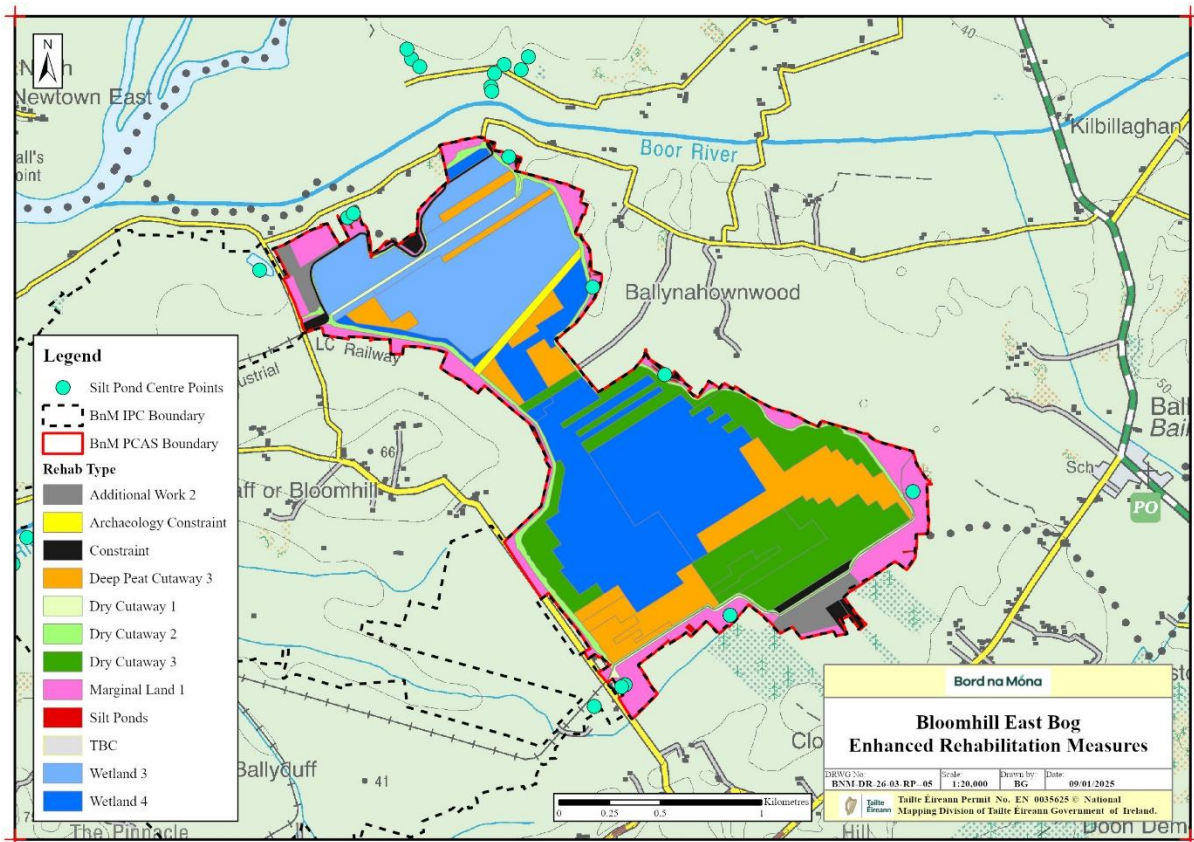 N
Newtown East
all's
oint
40
Kilbillaghan
Boor River
Ballynahownwood
LC Railway
ustrial
50
66
aff or Bloomhill
Ball
Bai
Sch
PO
Ballyduff
41
The Pinnacle
Clo
Hill
Doon Dem
Legend
Silt Pond Centre Points
BnM IPC Boundary
BnM PCAS Boundary
Rehab Type
Additional Work 2
Archaeology Constraint
Constraint
Deep Peat Cutaway 3
Dry Cutaway 1
Dry Cutaway 2
Dry Cutaway 3
Marginal Land 1
Silt Ponds
TBC
Wetland 3
Wetland 4
Kilometres
0 0.25 0.5 1
Bord na Móna
Bloomhill East Bog
Enhanced Rehabilitation Measures
DRWG No: Scale: Drawn by: Date:
BNM-DR-26-03-RP--05 1:20,000 BG 09/01/2025
Tailte Éireann
Tailte Éireann Permit No. EN 0035625 © National
Mapping Division of Tailte Éireann Government of Ireland.